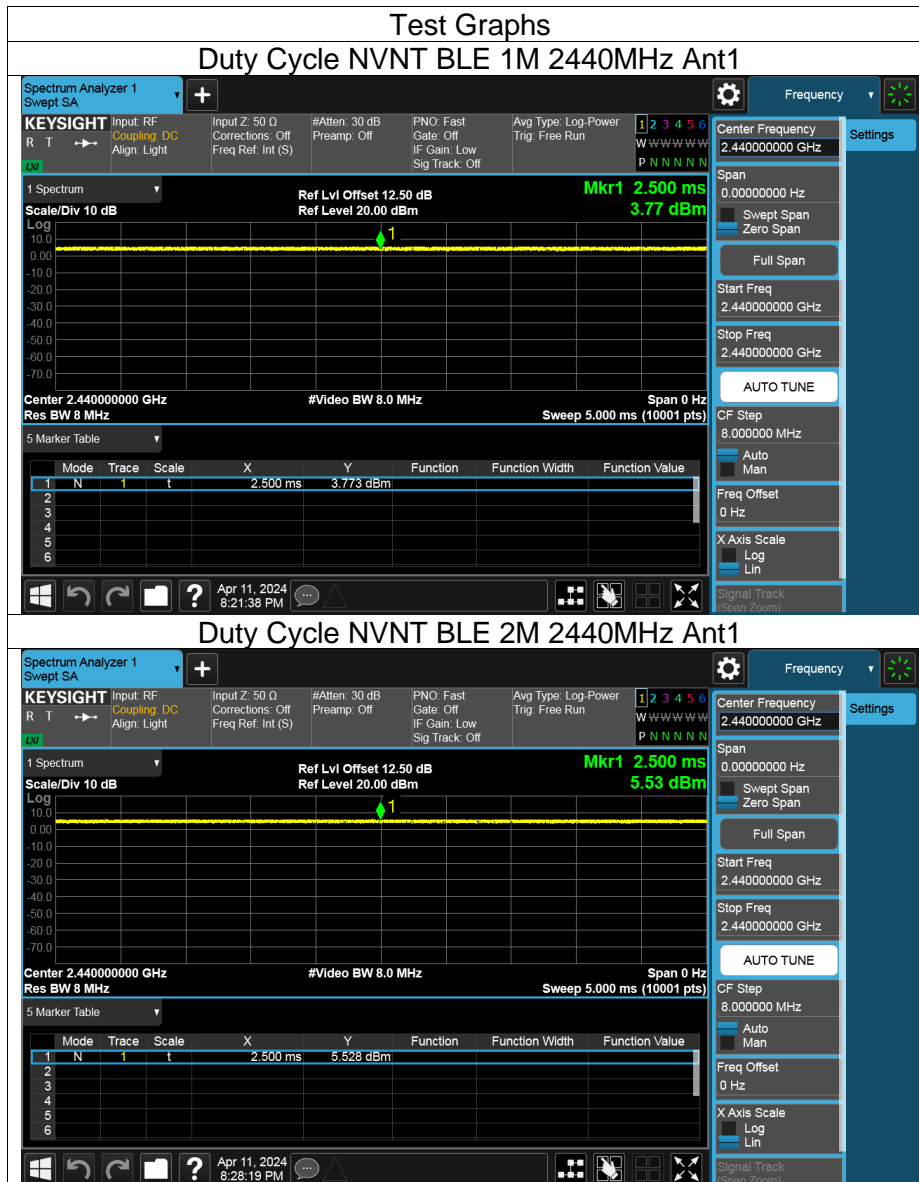 Test Graphs
Duty Cycle NVNT BLE 1M 2440MHz Ant1
Spectrum Analyzer 1
Swept SA
+
Frequency
KEYSIGHT
R T
LXI
Input: RF
Coupling: DC
Align: Light
Input Z: 50 Ω
Corrections: Off
Freq Ref: Int (S)
#Atten: 30 dB
Preamp: Off
PNO: Fast
Gate: Off
IF Gain: Low
Sig Track: Off
Avg Type: Log-Power
Trig: Free Run
1 2 3 4 5 6
W W W W W W
P N N N N N
Center Frequency
2.440000000 GHz
Settings
1 Spectrum
Scale/Div 10 dB
Ref Lvl Offset 12.50 dB
Ref Level 20.00 dBm
Mkr1 2.500 ms
3.77 dBm
Span
0.00000000 Hz
Swept Span
Zero Span
Log
1
10.0
0.00
-10.0
-20.0
-30.0
-40.0
-50.0
-60.0
-70.0
Full Span
Start Freq
2.440000000 GHz
Stop Freq
2.440000000 GHz
AUTO TUNE
Center 2.440000000 GHz
Res BW 8 MHz
#Video BW 8.0 MHz
Span 0 Hz
Sweep 5.000 ms (10001 pts)
CF Step
8.000000 MHz
Auto
Man
5 Marker Table
Mode Trace Scale X Y Function Function Width Function Value
1 N 1 t 2.500 ms 3.773 dBm
2
3
4
5
6
Freq Offset
0 Hz
X Axis Scale
Log
Lin
Signal Track
(Span Zoom)
?
Apr 11, 2024
8:21:38 PM
Duty Cycle NVNT BLE 2M 2440MHz Ant1
Spectrum Analyzer 1
Swept SA
+
Frequency
KEYSIGHT
R T
LXI
Input: RF
Coupling: DC
Align: Light
Input Z: 50 Ω
Corrections: Off
Freq Ref: Int (S)
#Atten: 30 dB
Preamp: Off
PNO: Fast
Gate: Off
IF Gain: Low
Sig Track: Off
Avg Type: Log-Power
Trig: Free Run
1 2 3 4 5 6
W W W W W W
P N N N N N
Center Frequency
2.440000000 GHz
Settings
1 Spectrum
Scale/Div 10 dB
Ref Lvl Offset 12.50 dB
Ref Level 20.00 dBm
Mkr1 2.500 ms
5.53 dBm
Span
0.00000000 Hz
Swept Span
Zero Span
Log
1
10.0
0.00
-10.0
-20.0
-30.0
-40.0
-50.0
-60.0
-70.0
Full Span
Start Freq
2.440000000 GHz
Stop Freq
2.440000000 GHz
AUTO TUNE
Center 2.440000000 GHz
Res BW 8 MHz
#Video BW 8.0 MHz
Span 0 Hz
Sweep 5.000 ms (10001 pts)
CF Step
8.000000 MHz
Auto
Man
5 Marker Table
Mode Trace Scale X Y Function Function Width Function Value
1 N 1 t 2.500 ms 5.528 dBm
2
3
4
5
6
Freq Offset
0 Hz
X Axis Scale
Log
Lin
Signal Track
(Span Zoom)
?
Apr 11, 2024
8:28:19 PM